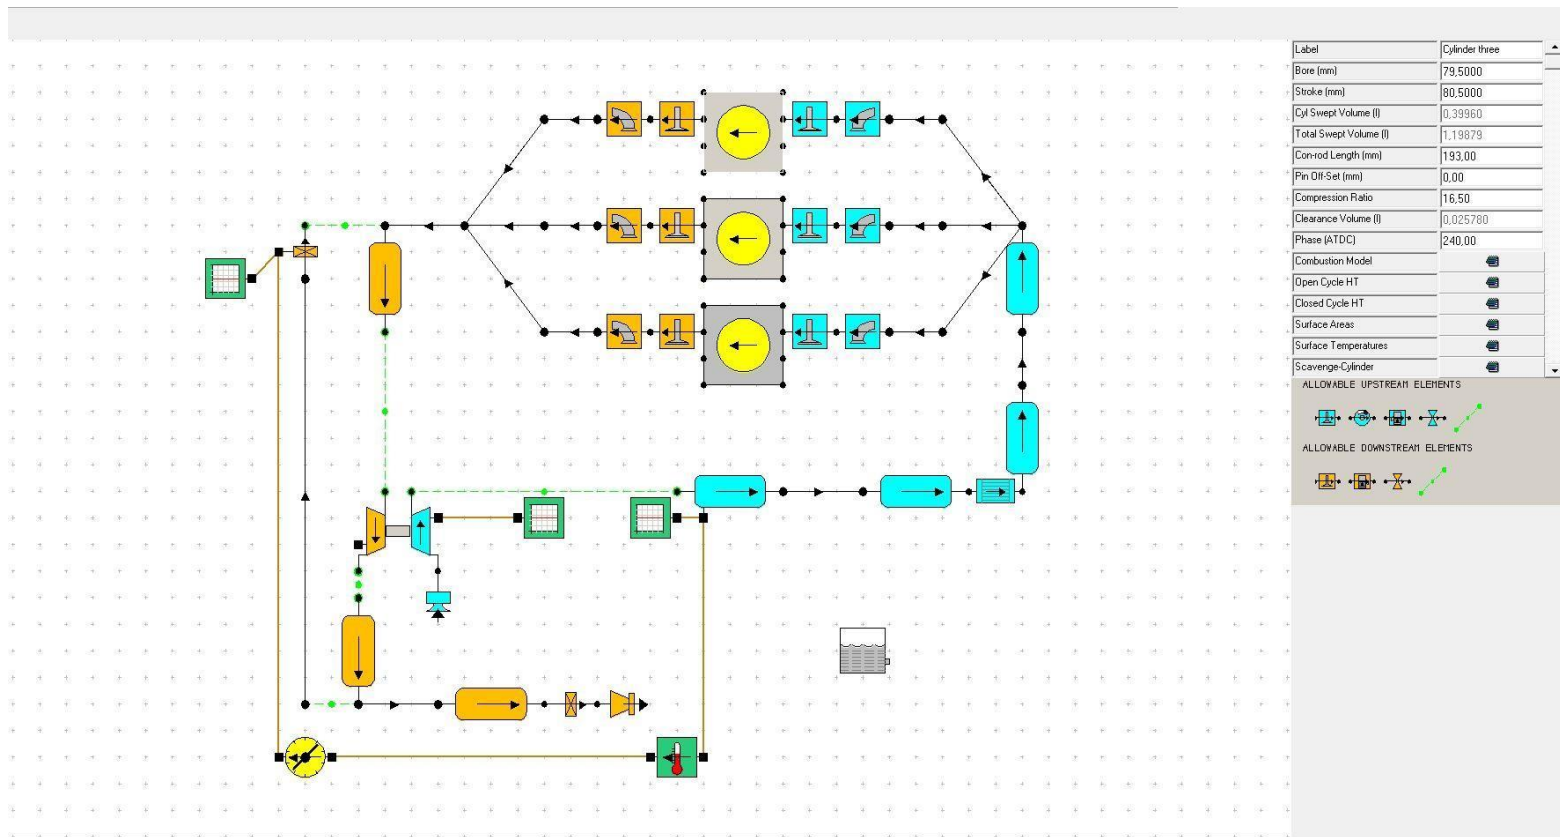 Label Cylinder three
Bore (mm) 79,5000
Stroke (mm) 80,5000
Cyl Swept Volume (l) 0,39960
Total Swept Volume (l) 1,19879
Con-rod Length (mm) 193,00
Pin Off-Set (mm) 0,00
Compression Ratio 16,50
Clearance Volume (l) 0,025780
Phase (ATDC) 240,00
Combustion Model
Open Cycle HT
Closed Cycle HT
Surface Areas
Surface Temperatures
Scavenge-Cylinder
ALLOWABLE UPSTREAM ELEMENTS
ALLOWABLE DOWNSTREAM ELEMENTS